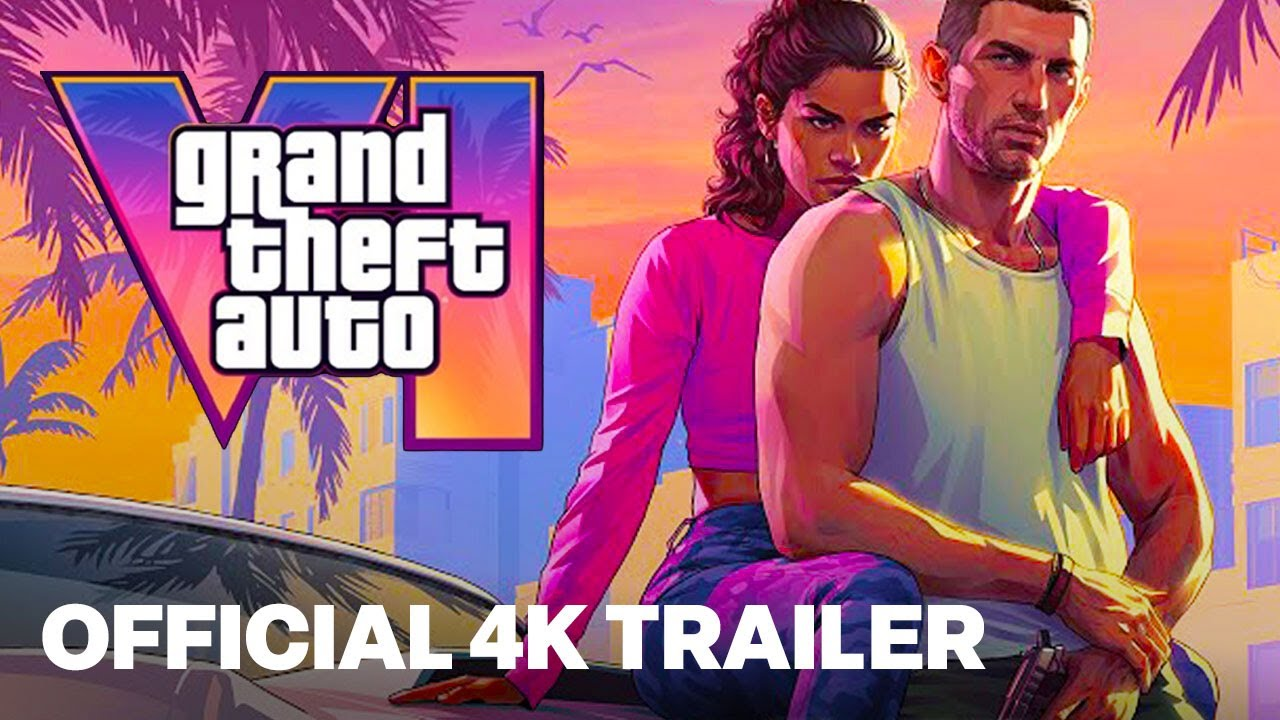 VI
grand
theft
auto
OFFICIAL 4K TRAILER